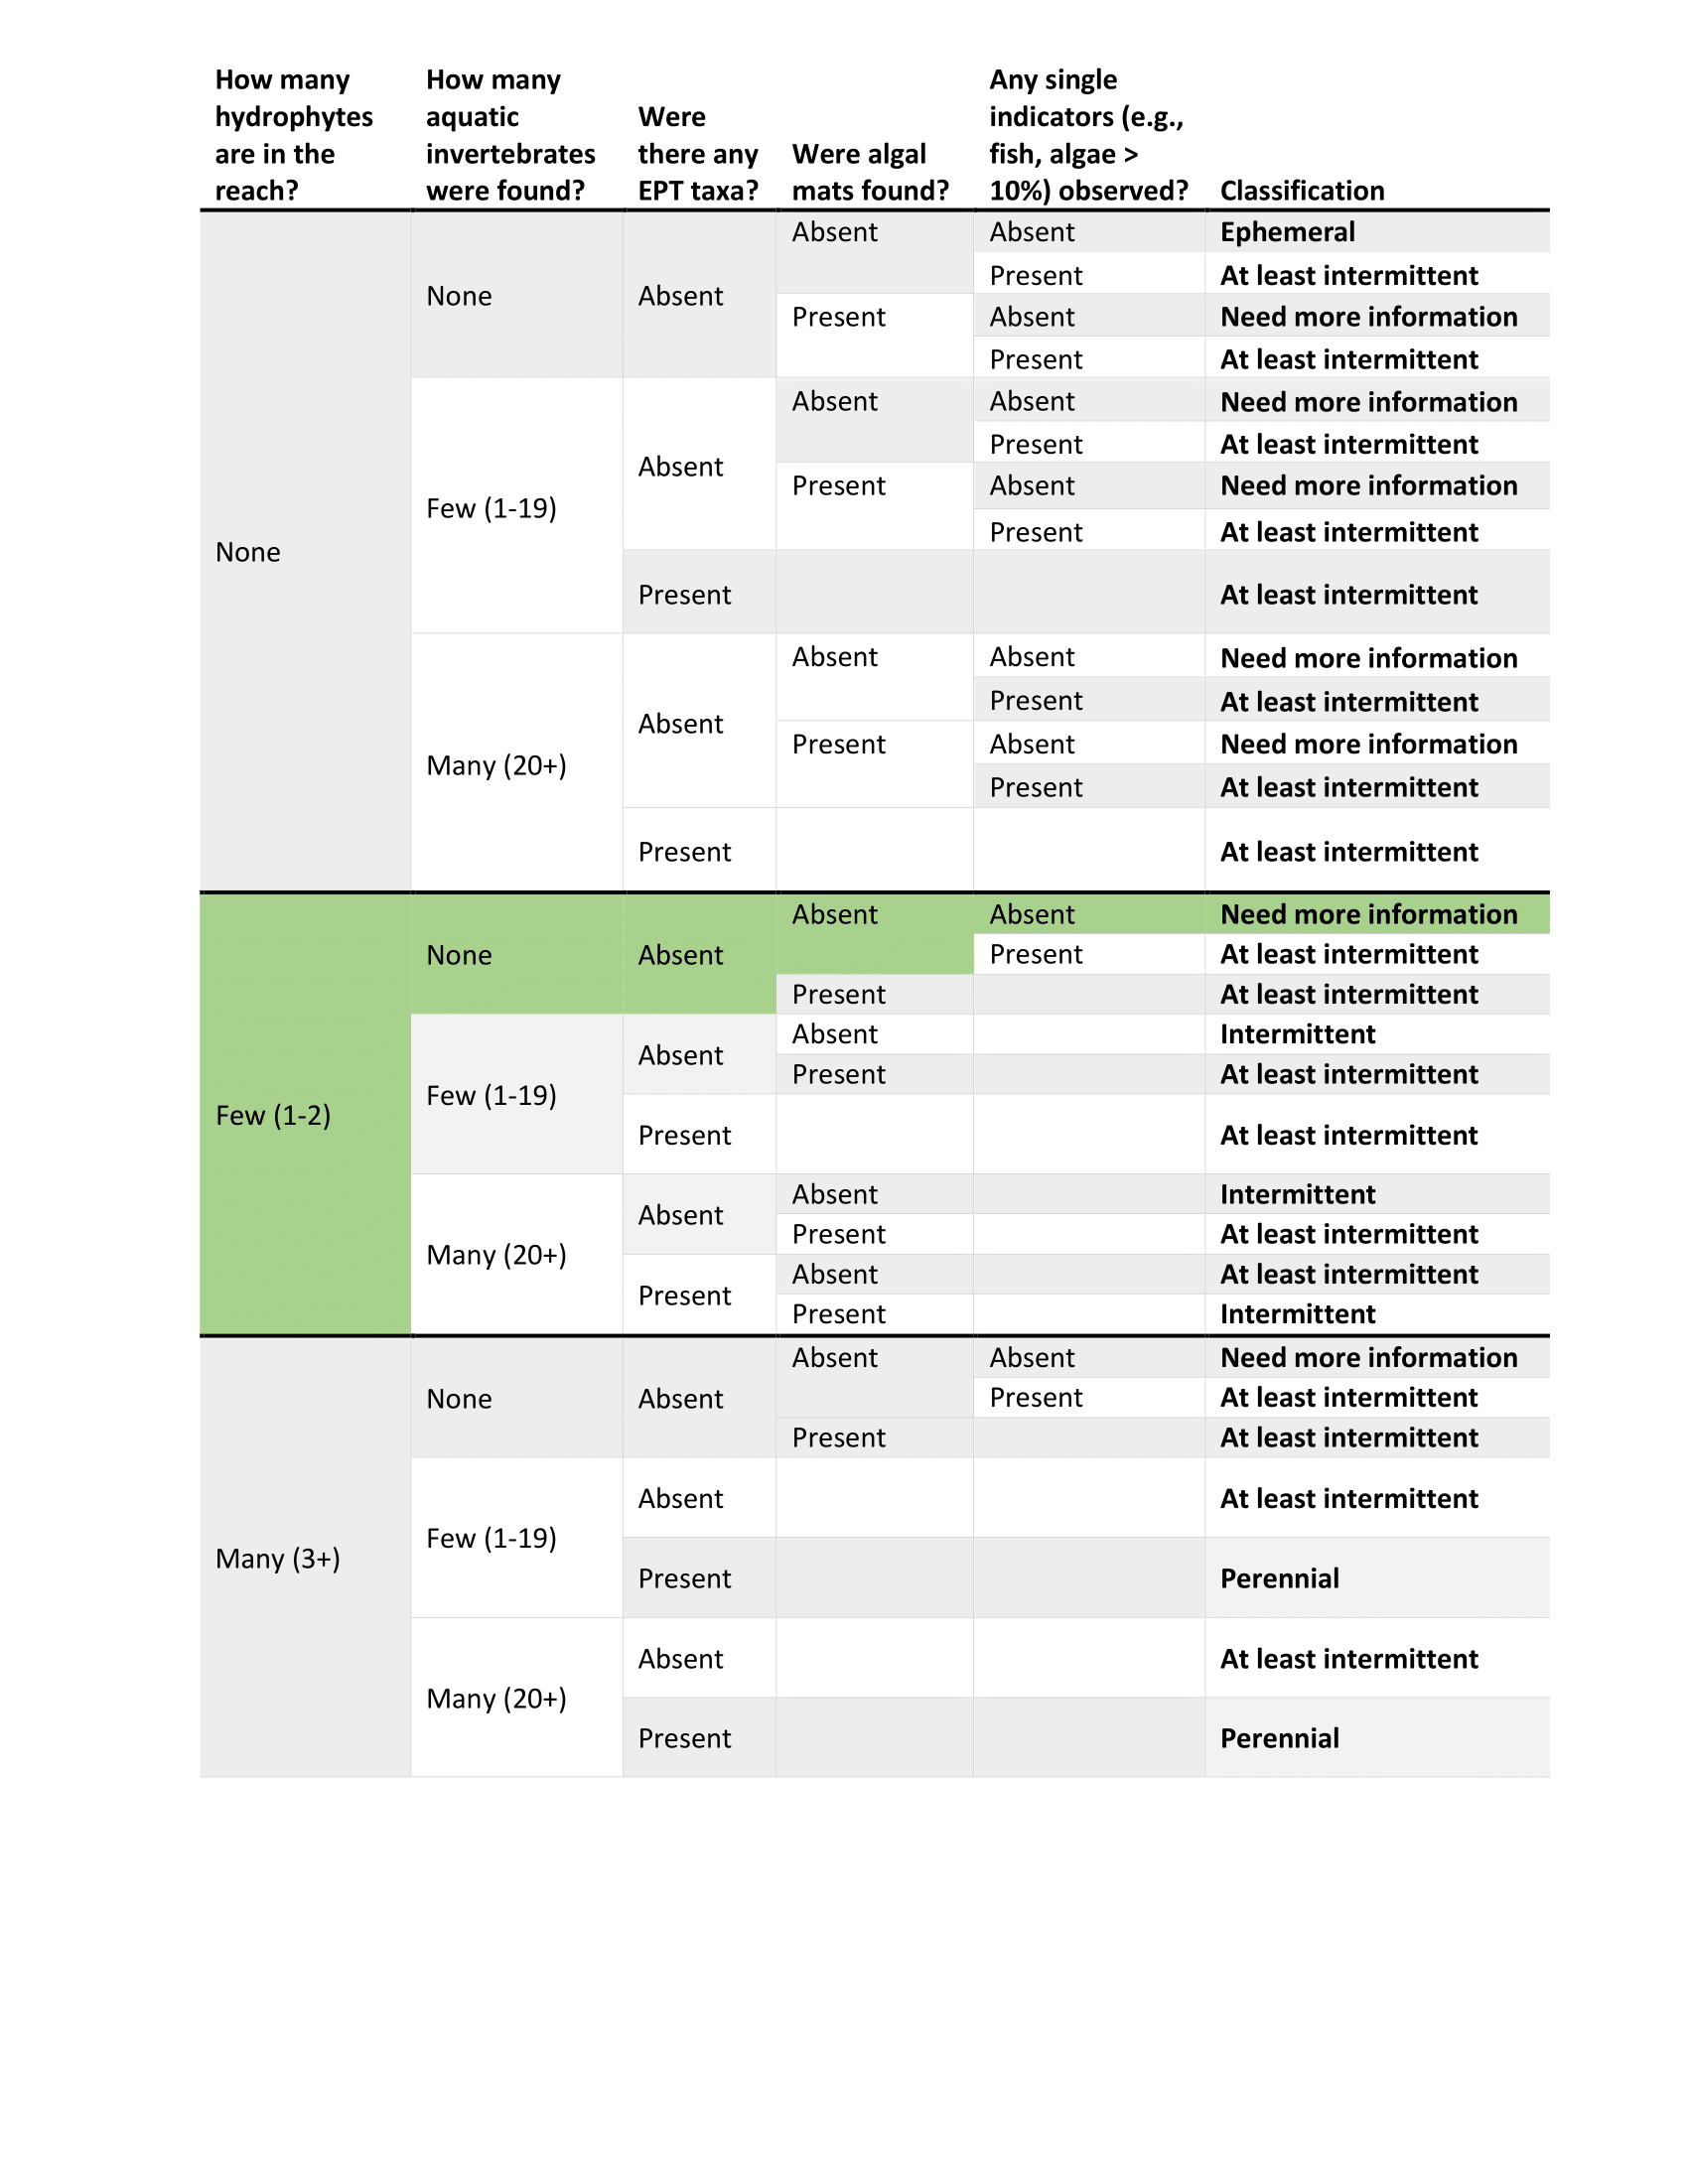 How many
hydrophytes
are in the
reach?
How many
aquatic
invertebrates
were found?
Were
there any
EPT taxa?
Were algal
mats found?
Any single
indicators (e.g.,
fish, algae >
10%) observed?
Classification
None
None
Absent
Absent
Absent
Ephemeral
Present
At least intermittent
Present
Absent
Need more information
Present
At least intermittent
Few (1-19)
Absent
Absent
Absent
Need more information
Present
At least intermittent
Present
Absent
Need more information
Present
At least intermittent
Present
At least intermittent
Many (20+)
Absent
Absent
Absent
Need more information
Present
At least intermittent
Present
Absent
Need more information
Present
At least intermittent
Present
At least intermittent
Few (1-2)
None
Absent
Absent
Absent
Need more information
Present
At least intermittent
Present
At least intermittent
Few (1-19)
Absent
Absent
Intermittent
Present
At least intermittent
Present
At least intermittent
Many (20+)
Absent
Absent
Intermittent
Present
At least intermittent
Present
Absent
At least intermittent
Present
Intermittent
Many (3+)
None
Absent
Absent
Absent
Need more information
Present
At least intermittent
Present
At least intermittent
Few (1-19)
Absent
At least intermittent
Present
Perennial
Many (20+)
Absent
At least intermittent
Present
Perennial